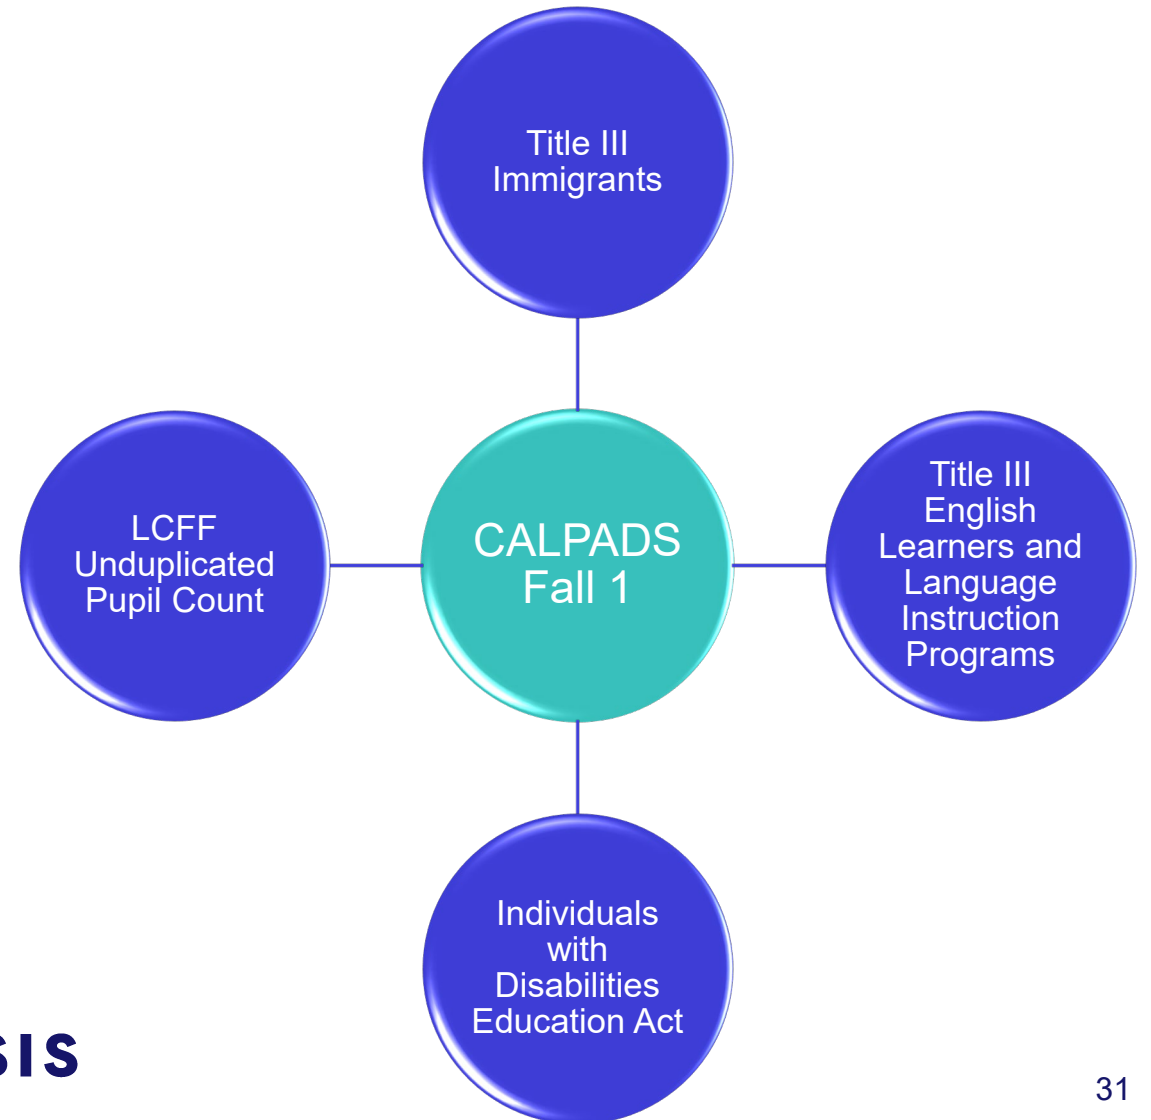 Title III
Immigrants
LCFF
Unduplicated
Pupil Count
CALPADS
Fall 1
Title III
English
Learners and
Language
Instruction
Programs
Individuals
with
Disabilities
Education Act
SIS
31